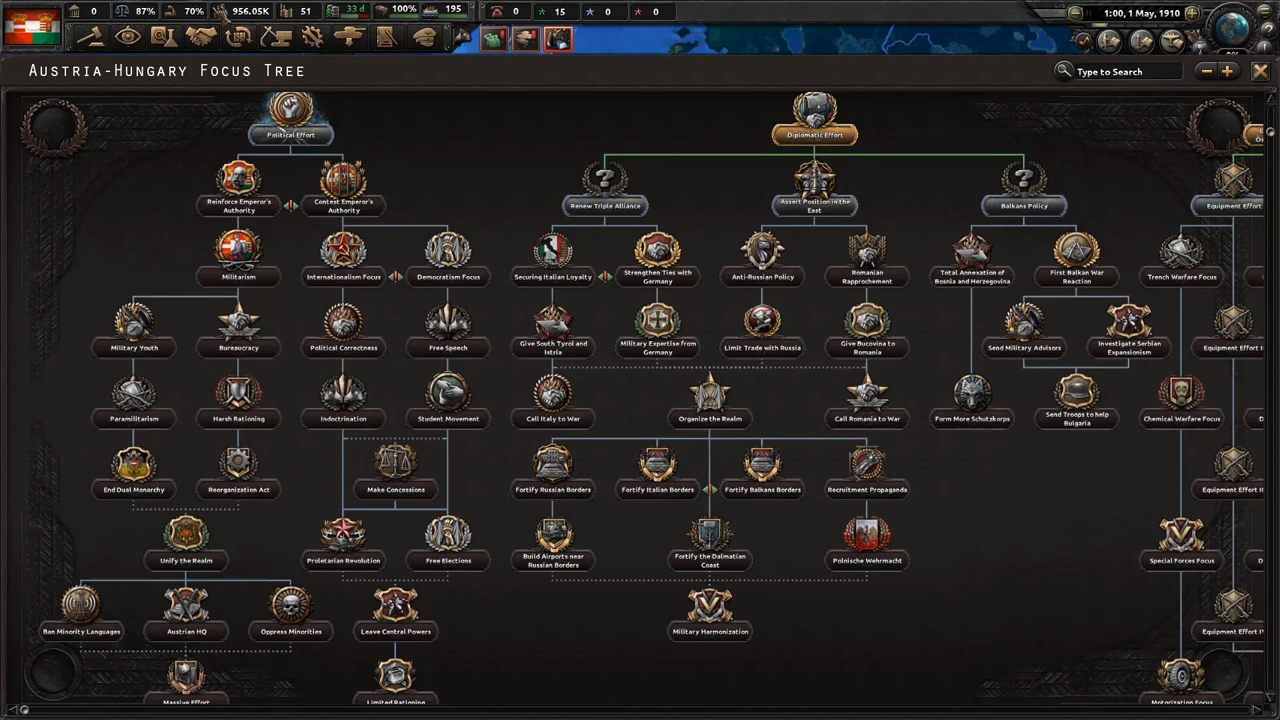 0 87% 70% 956.05K 51 33 d 100% 195 0 15 0 0 1:00, 1 May, 1910
0%
Austria-Hungary Focus Tree
Type to Search
Political Effort
Diplomatic Effort
Reinforce Emperor's
Authority
Contest Emperor's
Authority
Renew Triple Alliance
Assert Position in the
East
Balkans Policy
Equipment Effort
Militarism
Internationalism Focus
Democratism Focus
Securing Italian Loyalty
Strengthen Ties with
Germany
Anti-Russian Policy
Romanian
Rapprochement
Total Annexation of
Bosnia and Herzegovina
First Balkan War
Reaction
Trench Warfare Focus
Military Youth
Bureaucracy
Political Correctness
Free Speech
Give South Tyrol and
Istria
Military Expertise from
Germany
Limit Trade with Russia
Give Bucovina to
Romania
Send Military Advisors
Investigate Serbian
Expansionism
Equipment Effort II
Paramilitarism
Harsh Rationing
Indoctrination
Student Movement
Call Italy to War
Organize the Realm
Call Romania to War
Form More Schutzkorps
Send Troops to help
Bulgaria
Chemical Warfare Focus
End Dual Monarchy
Reorganization Act
Make Concessions
Fortify Russian Borders
Fortify Italian Borders
Fortify Balkans Borders
Recruitment Propaganda
Equipment Effort II
Unify the Realm
Proletarian Revolution
Free Elections
Build Airports near
Russian Borders
Fortify the Dalmatian
Coast
Polnische Wehrmacht
Special Forces Focus
Ban Minority Languages
Austrian HQ
Oppress Minorities
Leave Central Powers
Military Harmonization
Equipment Effort IV
Massive Effort
Limited Rationing
Motorization Focus